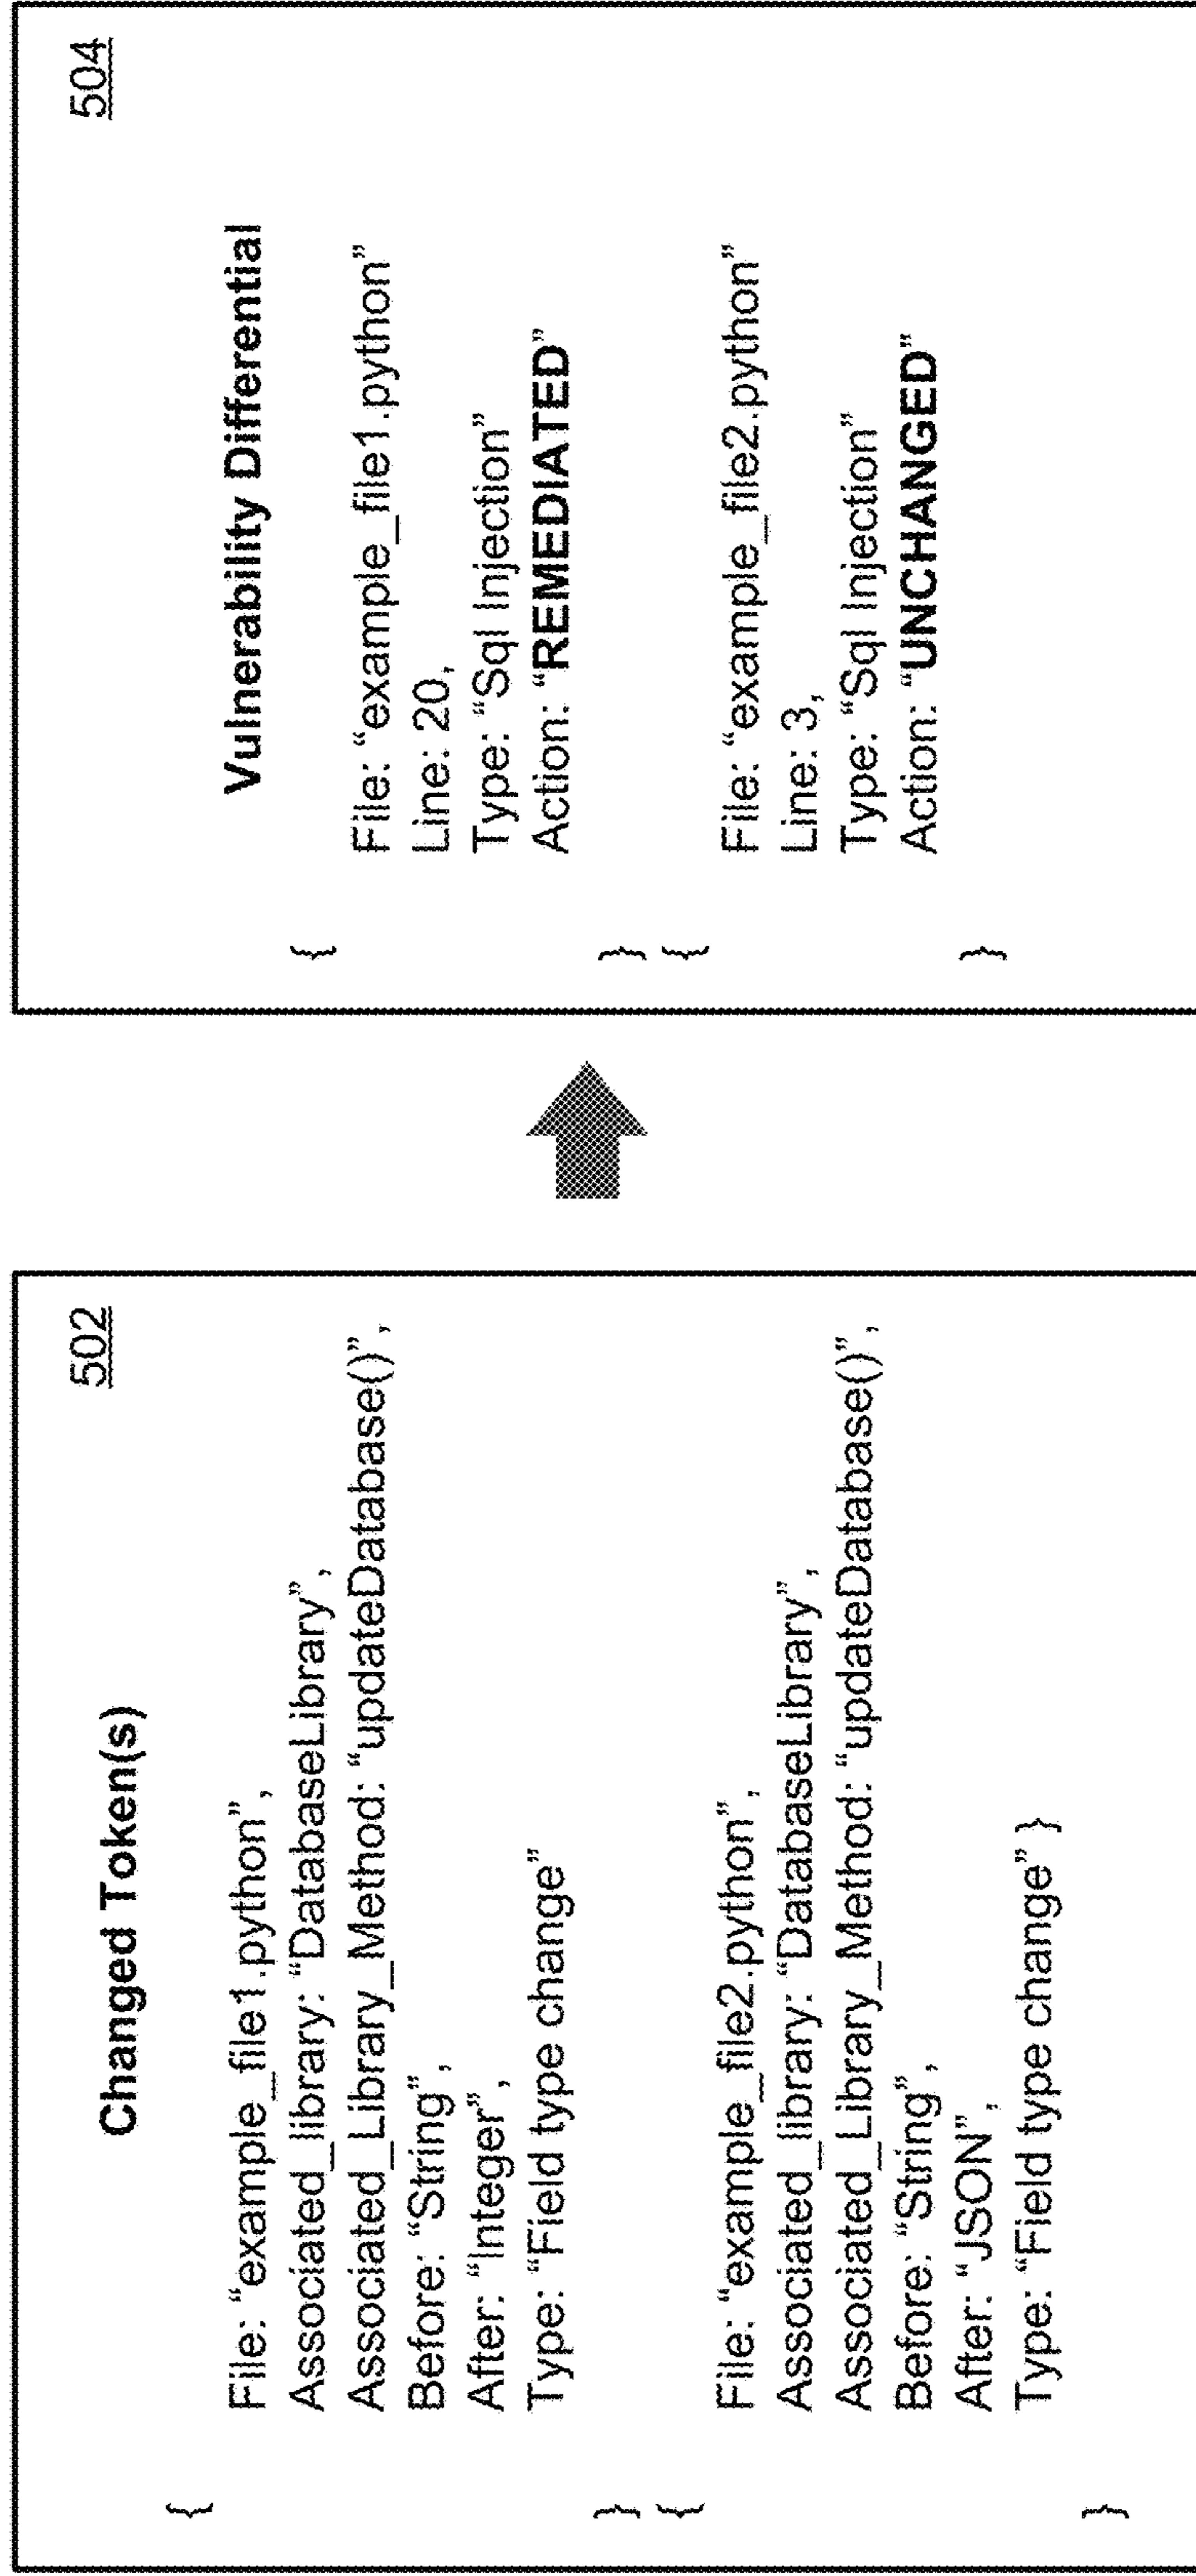 502
Changed Token(s)
{
File: “example_file1.python”,
Associated_library: “DatabaseLibrary”,
Associated_Library_Method: “updateDatabase()”,
Before: “String”,
After: “Integer”,
Type: “Field type change”
}
{
File: “example_file2.python”,
Associated_library: “DatabaseLibrary”,
Associated_Library_Method: “updateDatabase()”,
Before: “String”,
After: “JSON”,
Type: “Field type change” }
}
504
Vulnerability Differential
{
File: “example_file1.python”
Line: 20,
Type: “Sql Injection”
Action: “REMEDIATED”
}
{
File: “example_file2.python”
Line: 3,
Type: “Sql Injection”
Action: “UNCHANGED”
}